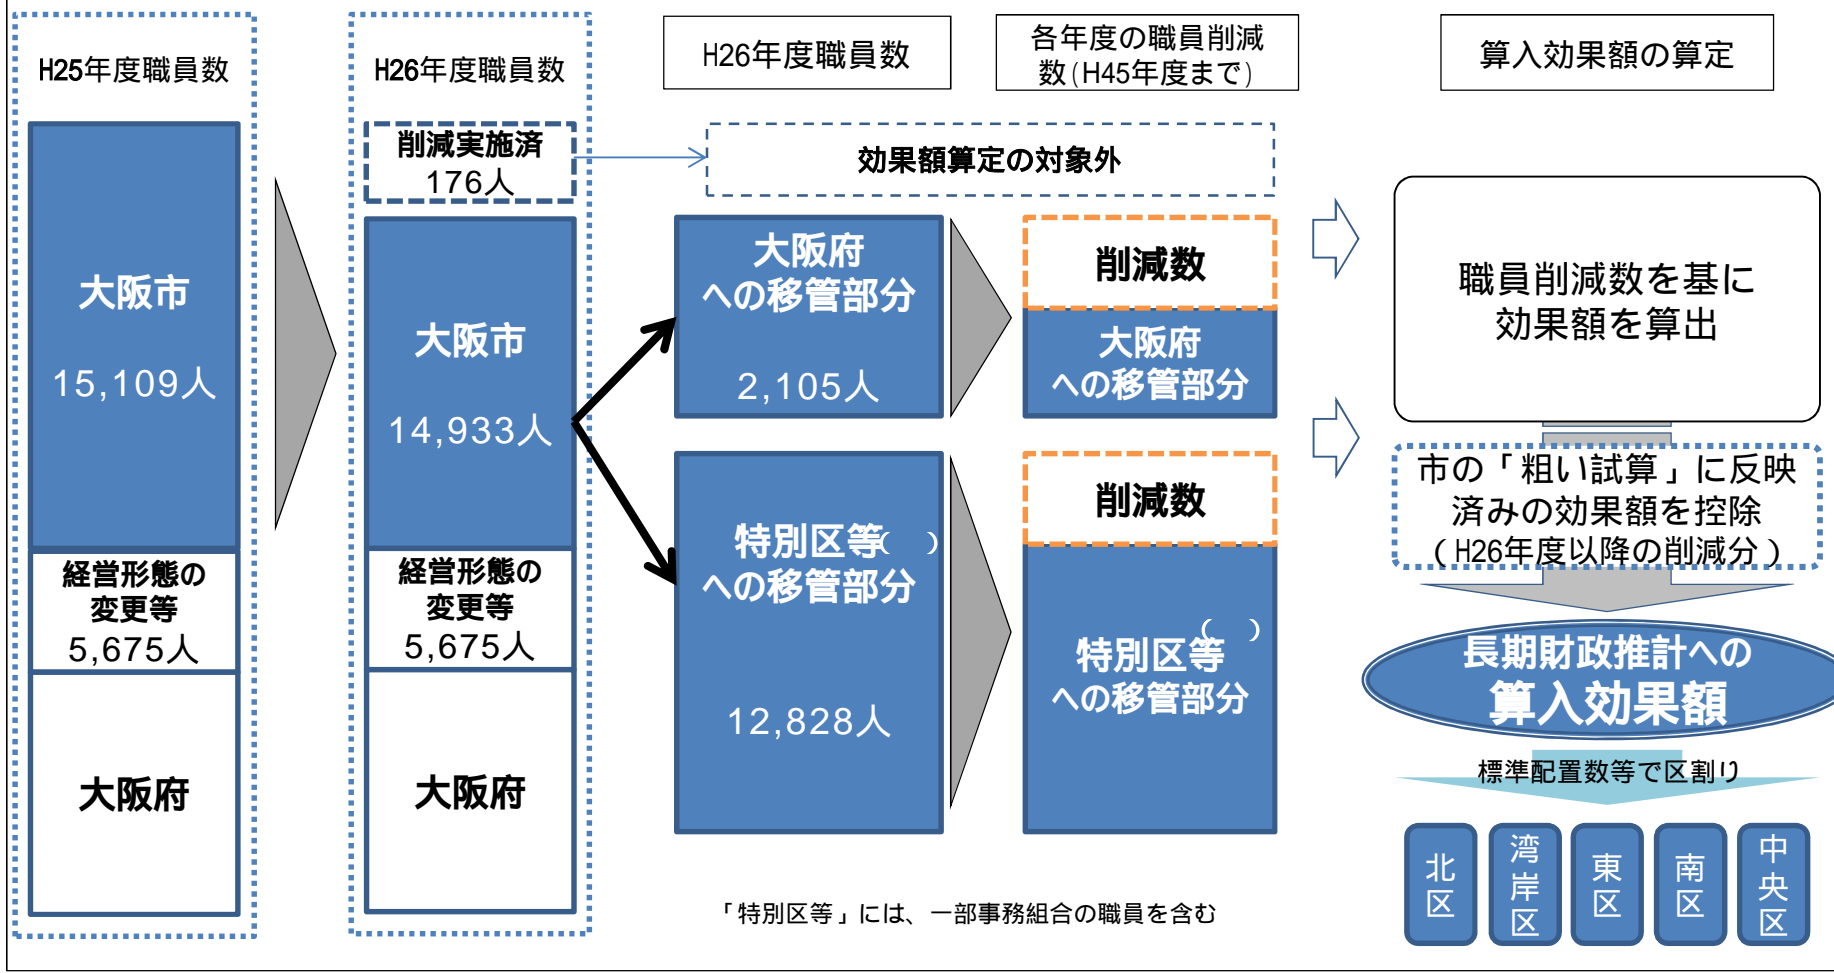 H25年度職員数
大阪市
15,109人
経営形態の
変更等
5,675人
大阪府
H26年度職員数
削減実施済
176人
大阪市
14,933人
経営形態の
変更等
5,675人
大阪府
H26年度職員数
各年度の職員削減
数(H45年度まで)
効果額算定の対象外
大阪府
への移管部分
2,105人
削減数
大阪府
への移管部分
特別区等( )
への移管部分
12,828人
削減数
( )
特別区等
への移管部分
「特別区等」には、一部事務組合の職員を含む
算入効果額の算定
職員削減数を基に
効果額を算出
市の「粗い試算」に反映
済みの効果額を控除
(H26年度以降の削減分)
長期財政推計への
算入効果額
標準配置数等で区割り
北区
湾岸区
東区
南区
中央区